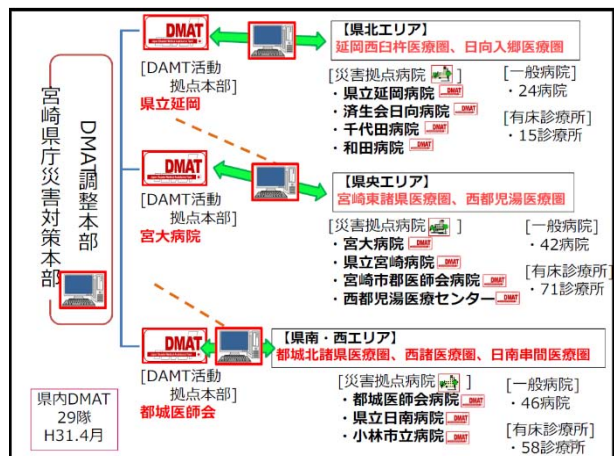 宮崎県庁災害対策本部
DMAT調整本部
県内DMAT
29隊
H31.4月
DMAT
[DAMT活動
拠点本部]
県立延岡
【県北エリア】
延岡西臼杵医療圏、日向入郷医療圏
[災害拠点病院 ]
・県立延岡病院 DMAT
・済生会日向病院 DMAT
・千代田病院 DMAT
・和田病院 DMAT
[一般病院]
・24病院
[有床診療所]
・15診療所
DMAT
[DAMT活動
拠点本部]
宮大病院
【県央エリア】
宮崎東諸県医療圏、西都児湯医療圏
[災害拠点病院 ]
・宮大病院 DMAT
・県立宮崎病院 DMAT
・宮崎市郡医師会病院 DMAT
・西都児湯医療センター DMAT
[一般病院]
・42病院
[有床診療所]
・71診療所
DMAT
[DAMT活動
拠点本部]
都城医師会
【県南・西エリア】
都城北諸県医療圏、西諸医療圏、日南串間医療圏
[災害拠点病院 ]
・都城医師会病院 DMAT
・県立日南病院 DMAT
・小林市立病院 DMAT
[一般病院]
・46病院
[有床診療所]
・58診療所